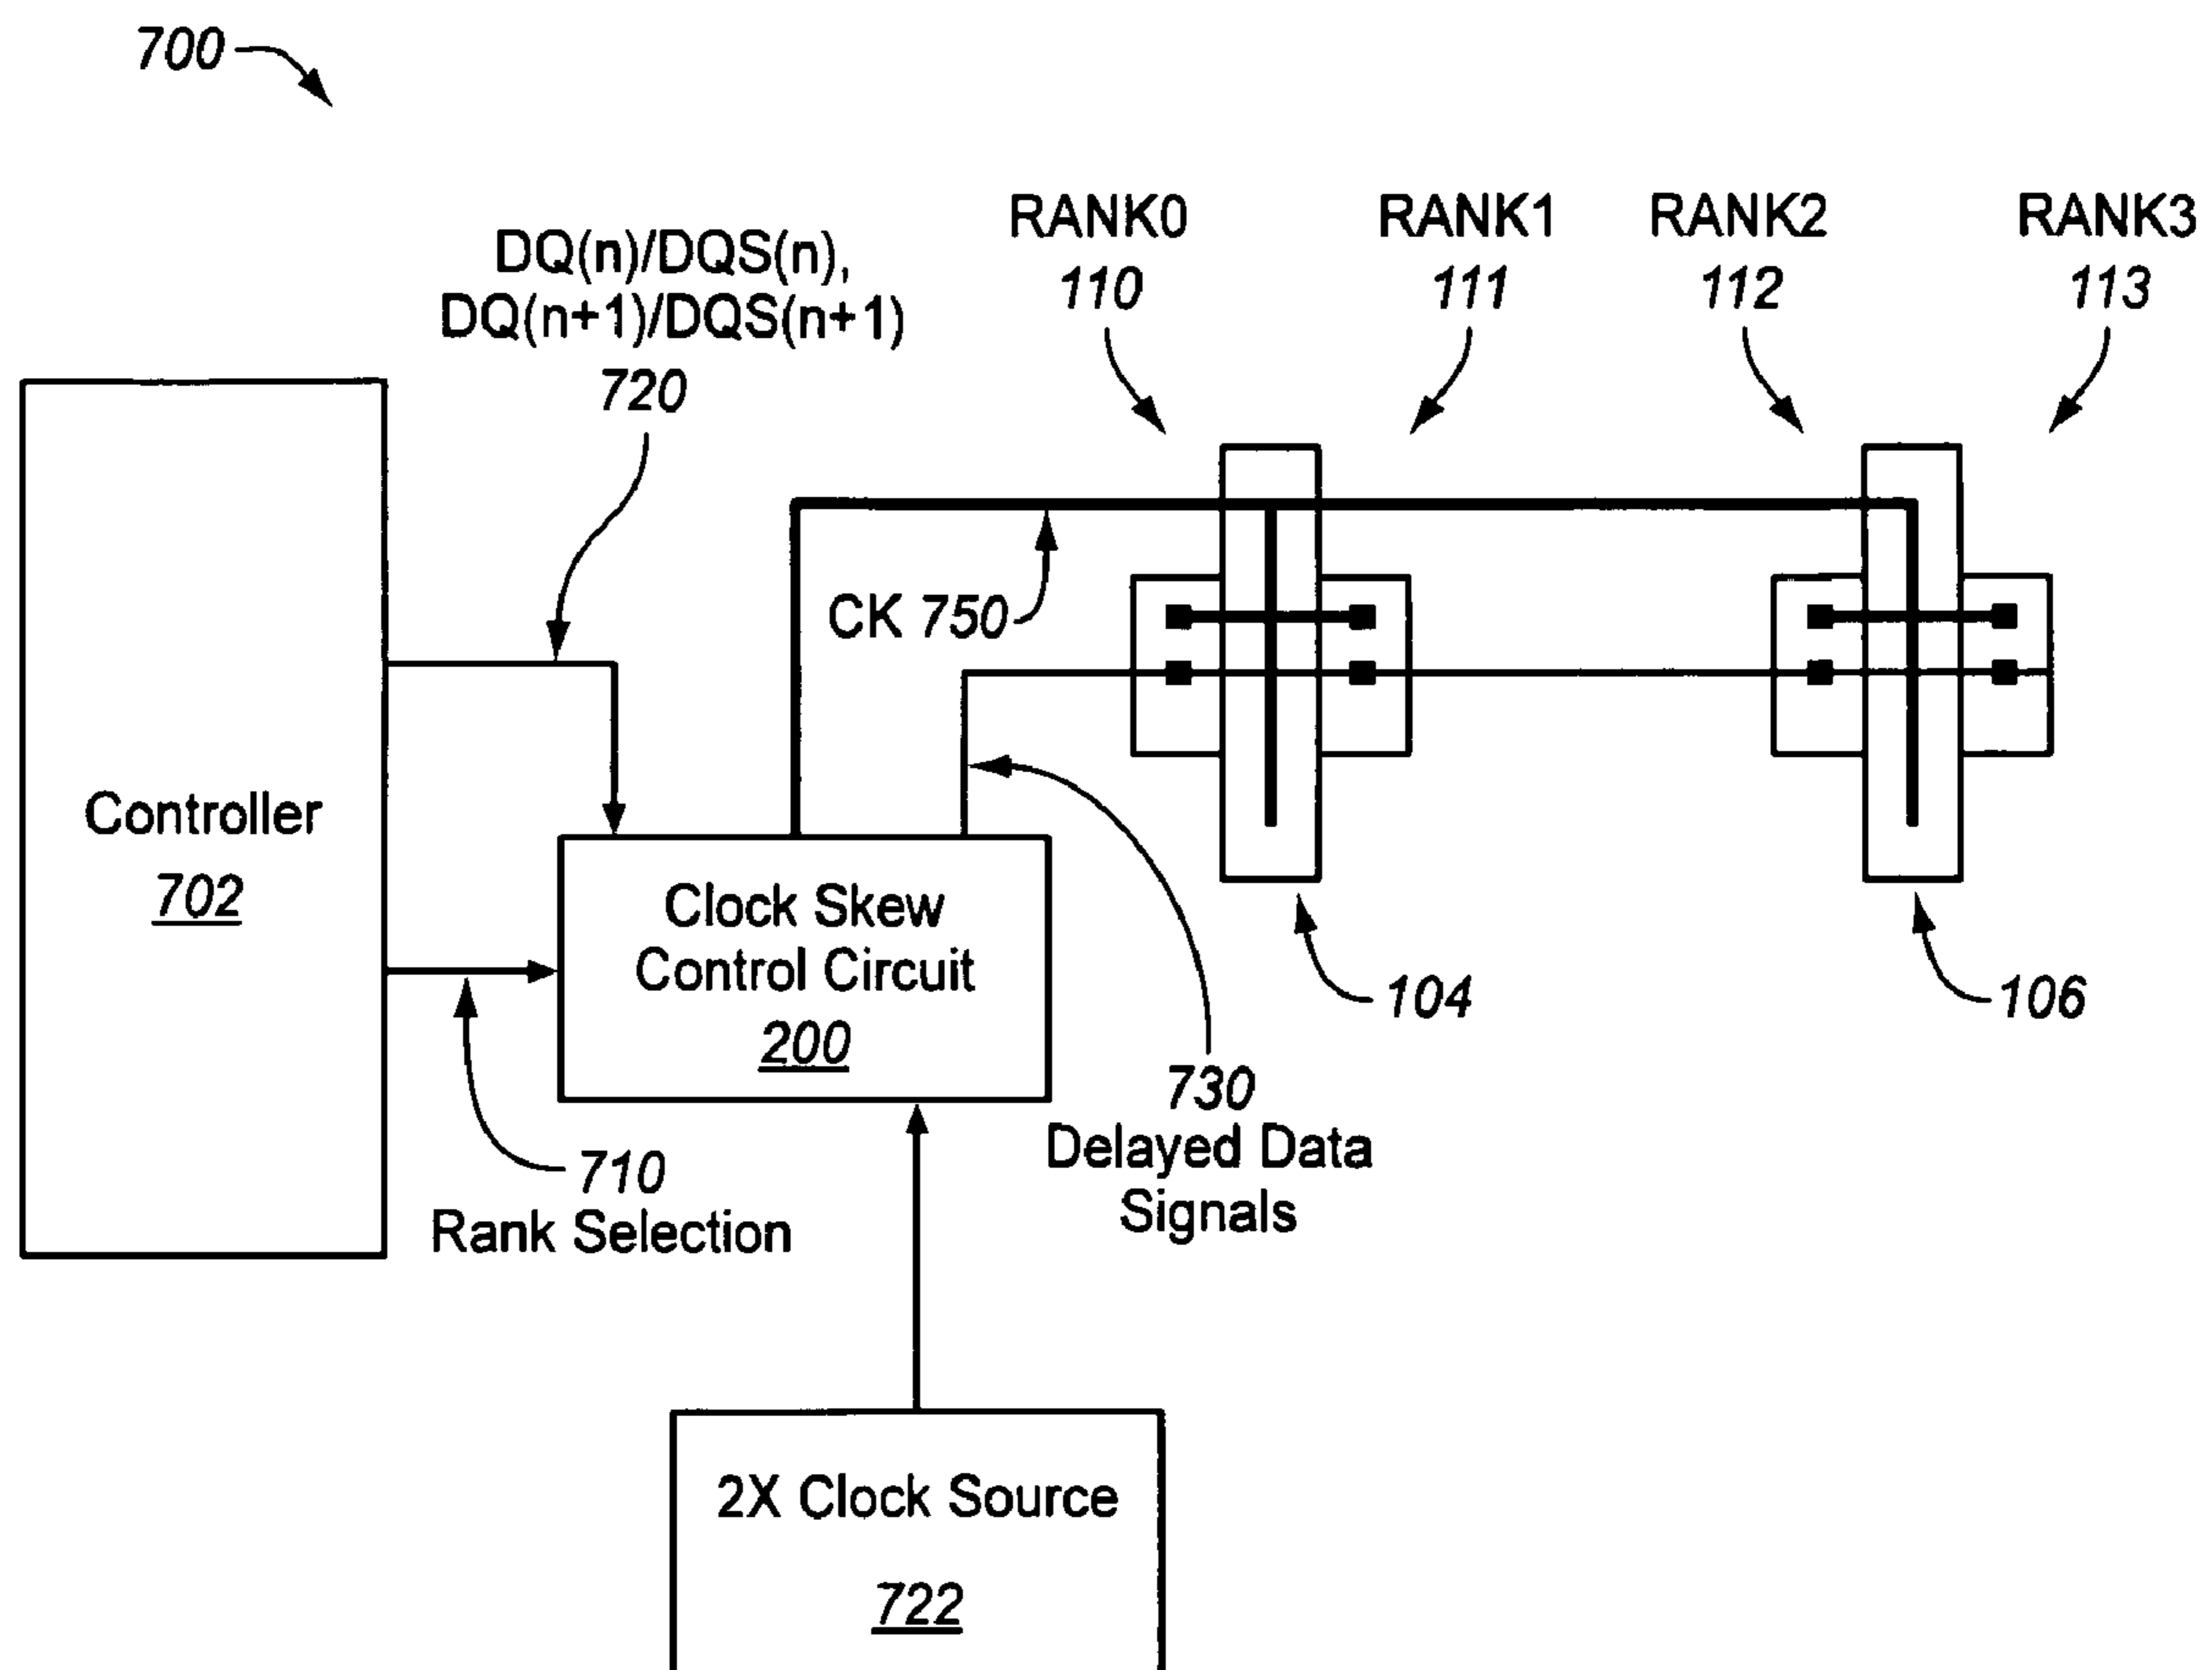 700
RANK0
110
RANK1
111
RANK2
112
RANK3
113
DQ(n)/DQS(n),
DQ(n+1)/DQS(n+1)
720
CK 750
Controller
702
Clock Skew
Control Circuit
200
104
106
730
Delayed Data
Signals
710
Rank Selection
2X Clock Source
722